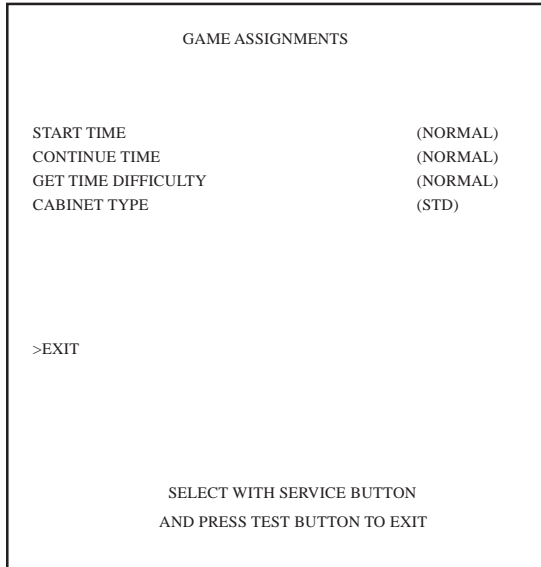 GAME ASSIGNMENTS
START TIME (NORMAL)
CONTINUE TIME (NORMAL)
GET TIME DIFFICULTY (NORMAL)
CABINET TYPE (STD)
>EXIT
SELECT WITH SERVICE BUTTON
AND PRESS TEST BUTTON TO EXIT